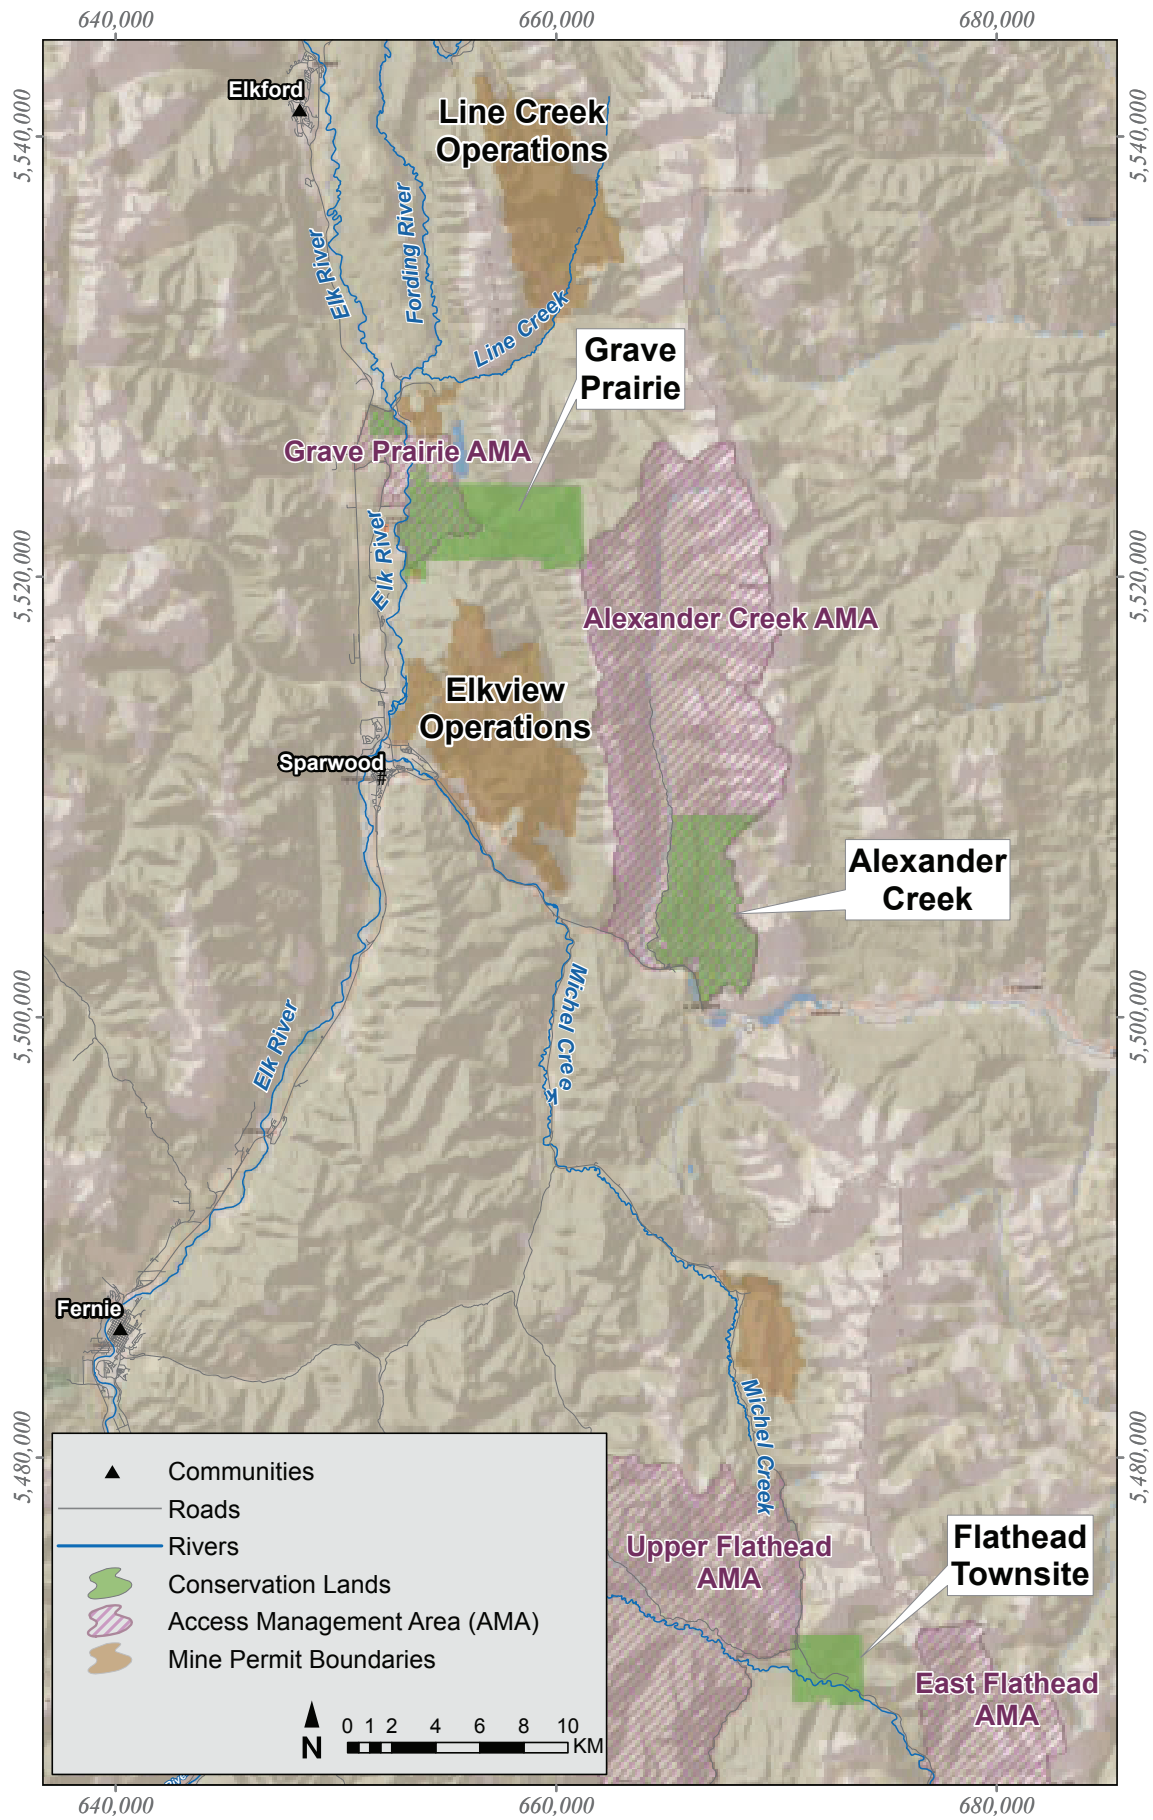 640,000
660,000
680,000
Elkford
Line Creek
Operations
5,540,000
5,540,000
Elk River
Fording River
Line Creek
Grave
Prairie
Grave Prairie AMA
Elk River
5,520,000
5,520,000
Alexander Creek AMA
Elkview
Operations
Sparwood
Alexander
Creek
Michel Creek
5,500,000
5,500,000
Elk River
Fernie
Michel Creek
5,480,000
5,480,000
Communities
Roads
Rivers
Conservation Lands
Access Management Area (AMA)
Mine Permit Boundaries
N
0 1 2 4 6 8 10
KM
Upper Flathead
AMA
Flathead
Townsite
East Flathead
AMA
640,000
660,000
680,000